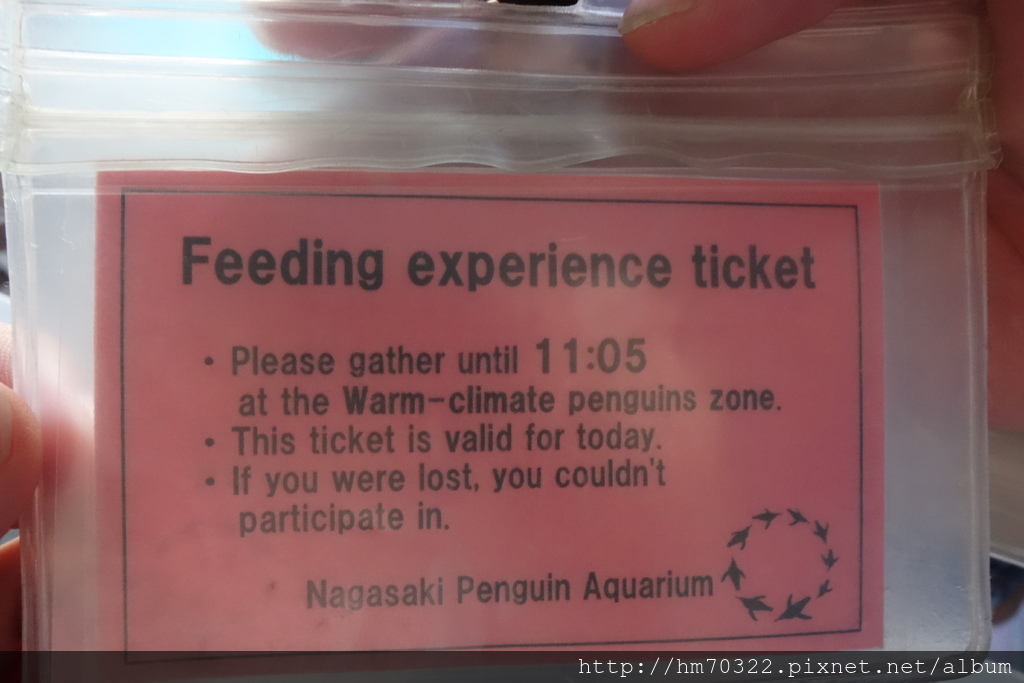 Feeding experience ticket
・Please gather until 11:05
at the Warm-climate penguins zone.
・This ticket is valid for today.
・If you were lost, you couldn't
participate in.
Nagasaki Penguin Aquarium
http://hm70322.pixnet.net/album